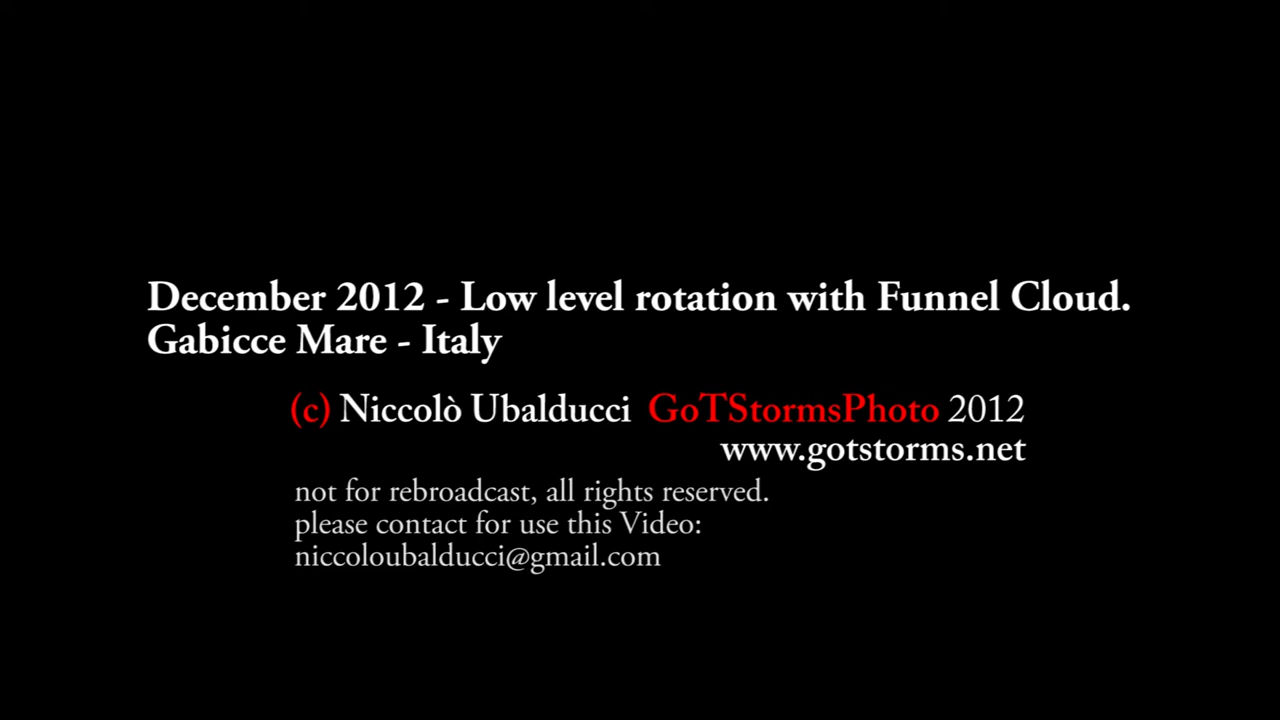 December 2012 - Low level rotation with Funnel Cloud.
Gabicce Mare - Italy
(c) Niccolò Ubalducci GoTStormsPhoto 2012
www.gotstorms.net
not for rebroadcast, all rights reserved.
please contact for use this Video:
niccoloubalducci@gmail.com